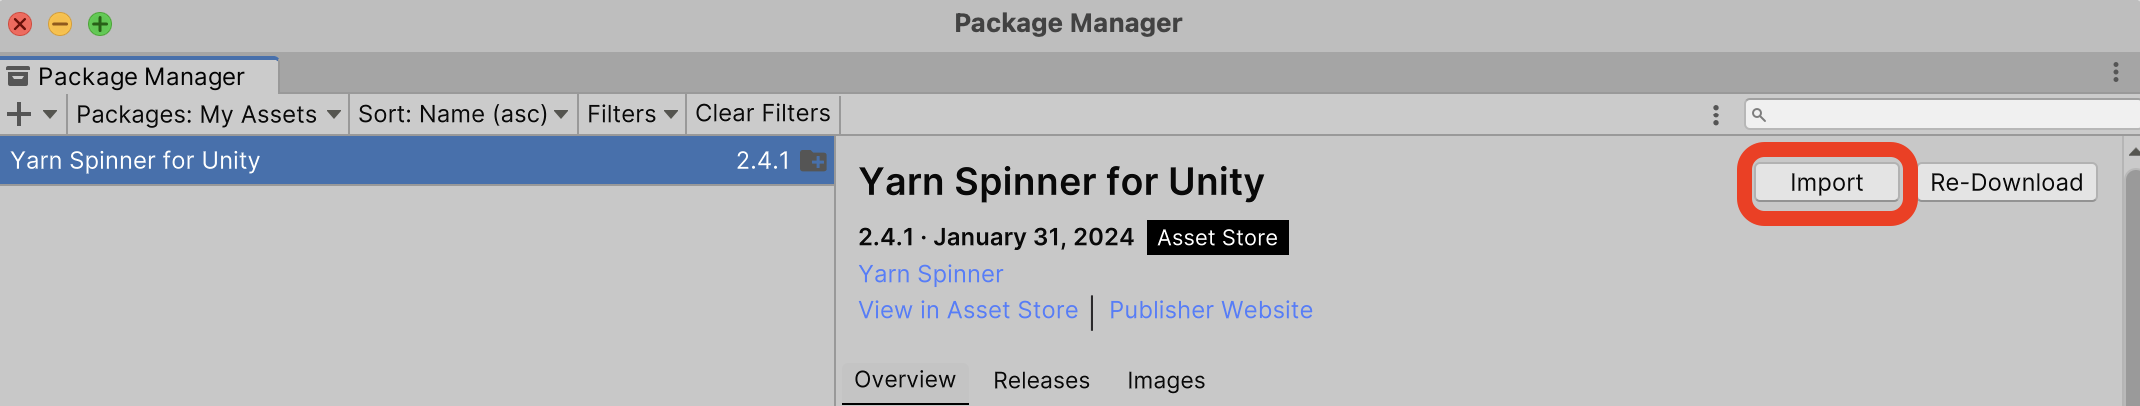 Package Manager
Package Manager
Packages: My Assets Sort: Name (asc) Filters Clear Filters
Yarn Spinner for Unity 2.4.1
Yarn Spinner for Unity
Import Re-Download
2.4.1 · January 31, 2024 Asset Store
Yarn Spinner
View in Asset Store | Publisher Website
Overview Releases Images